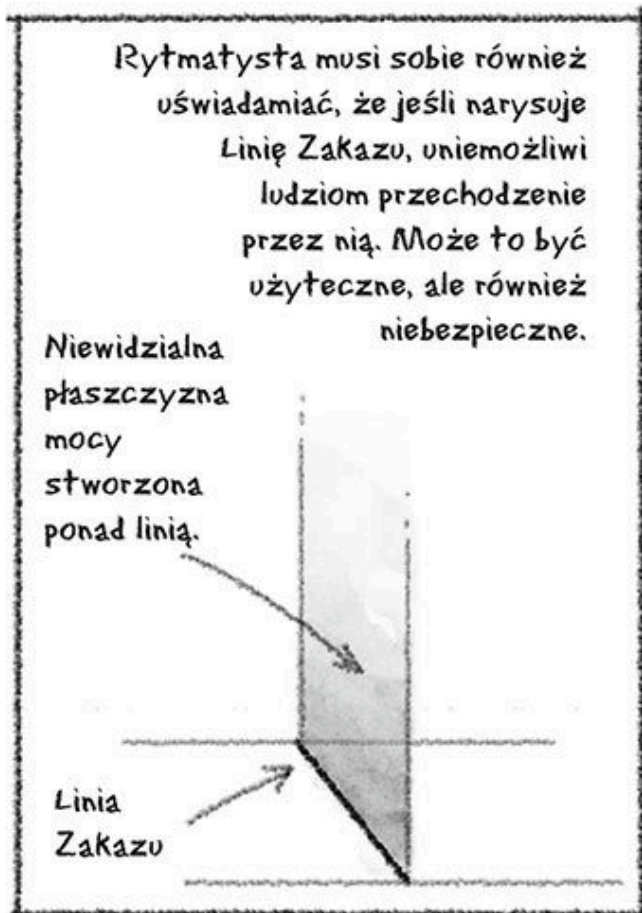 Rytmatysta musi sobie również
uświadamiać, że jeśli narysuje
Linię Zakazu, uniemożliwi
ludziom przechodzenie
przez nią. Może to być
użyteczne, ale również
niebezpieczne.
Niewidzialna
płaszczyzna
mocy
stworzona
ponad linią.
Linia
Zakazu